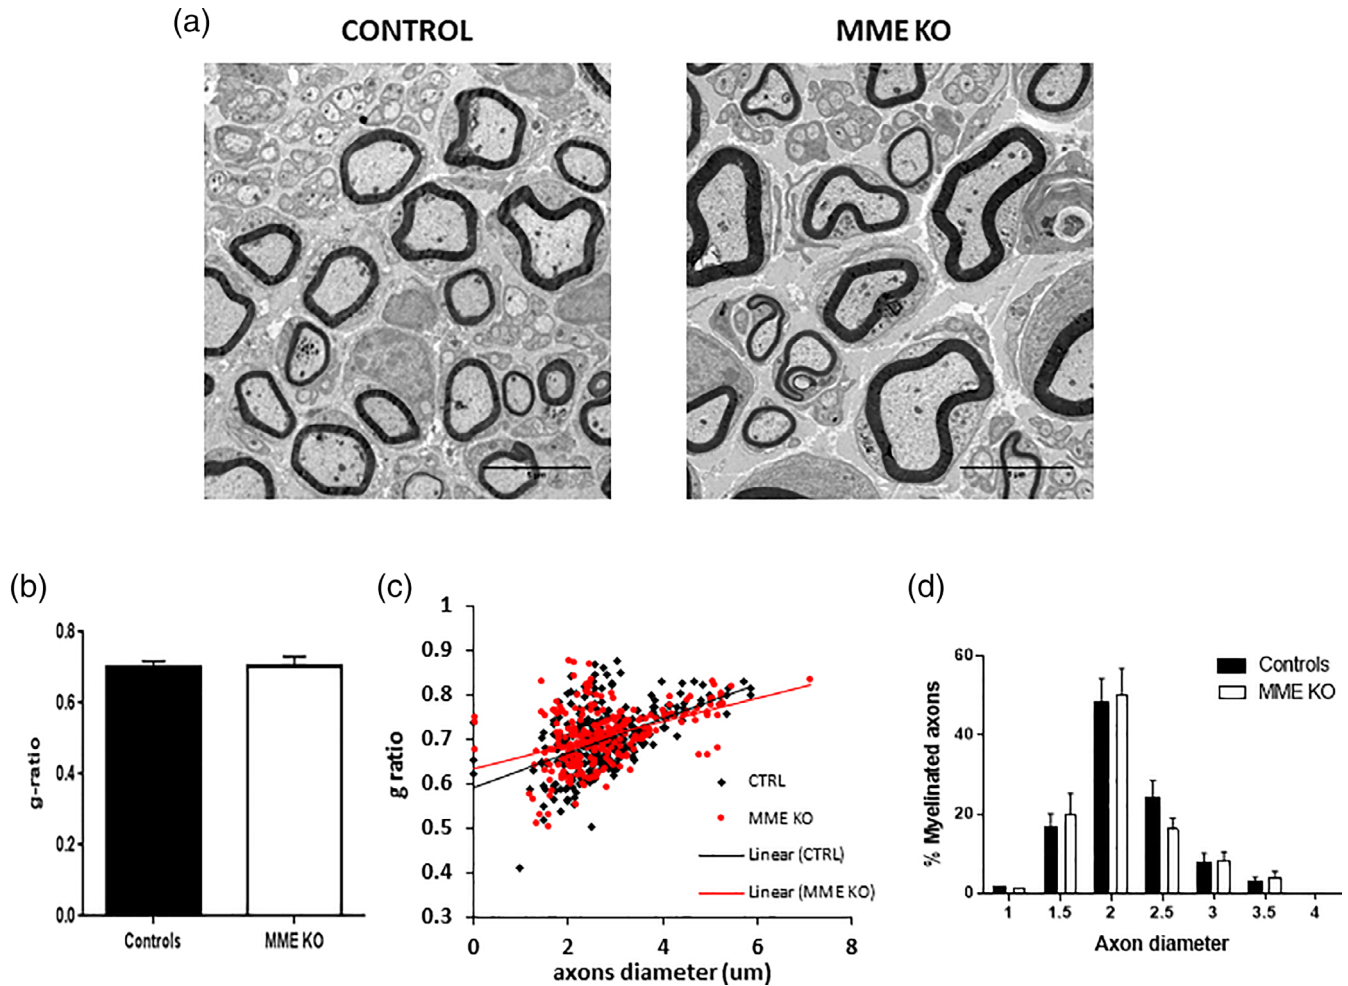 (a)
CONTROL
MME KO
(b)
0.8
0.6
0.4
0.2
0.0
g-ratio
Controls
MME KO
(c)
1
0.9
0.8
0.7
0.6
0.5
0.4
0.3
g ratio
CTRL
MME KO
Linear (CTRL)
Linear (MME KO)
0
2
4
6
8
axons diameter (um)
(d)
60
40
20
0
% Myelinated axons
Controls
MME KO
1
1.5
2
2.5
3
3.5
4
Axon diameter